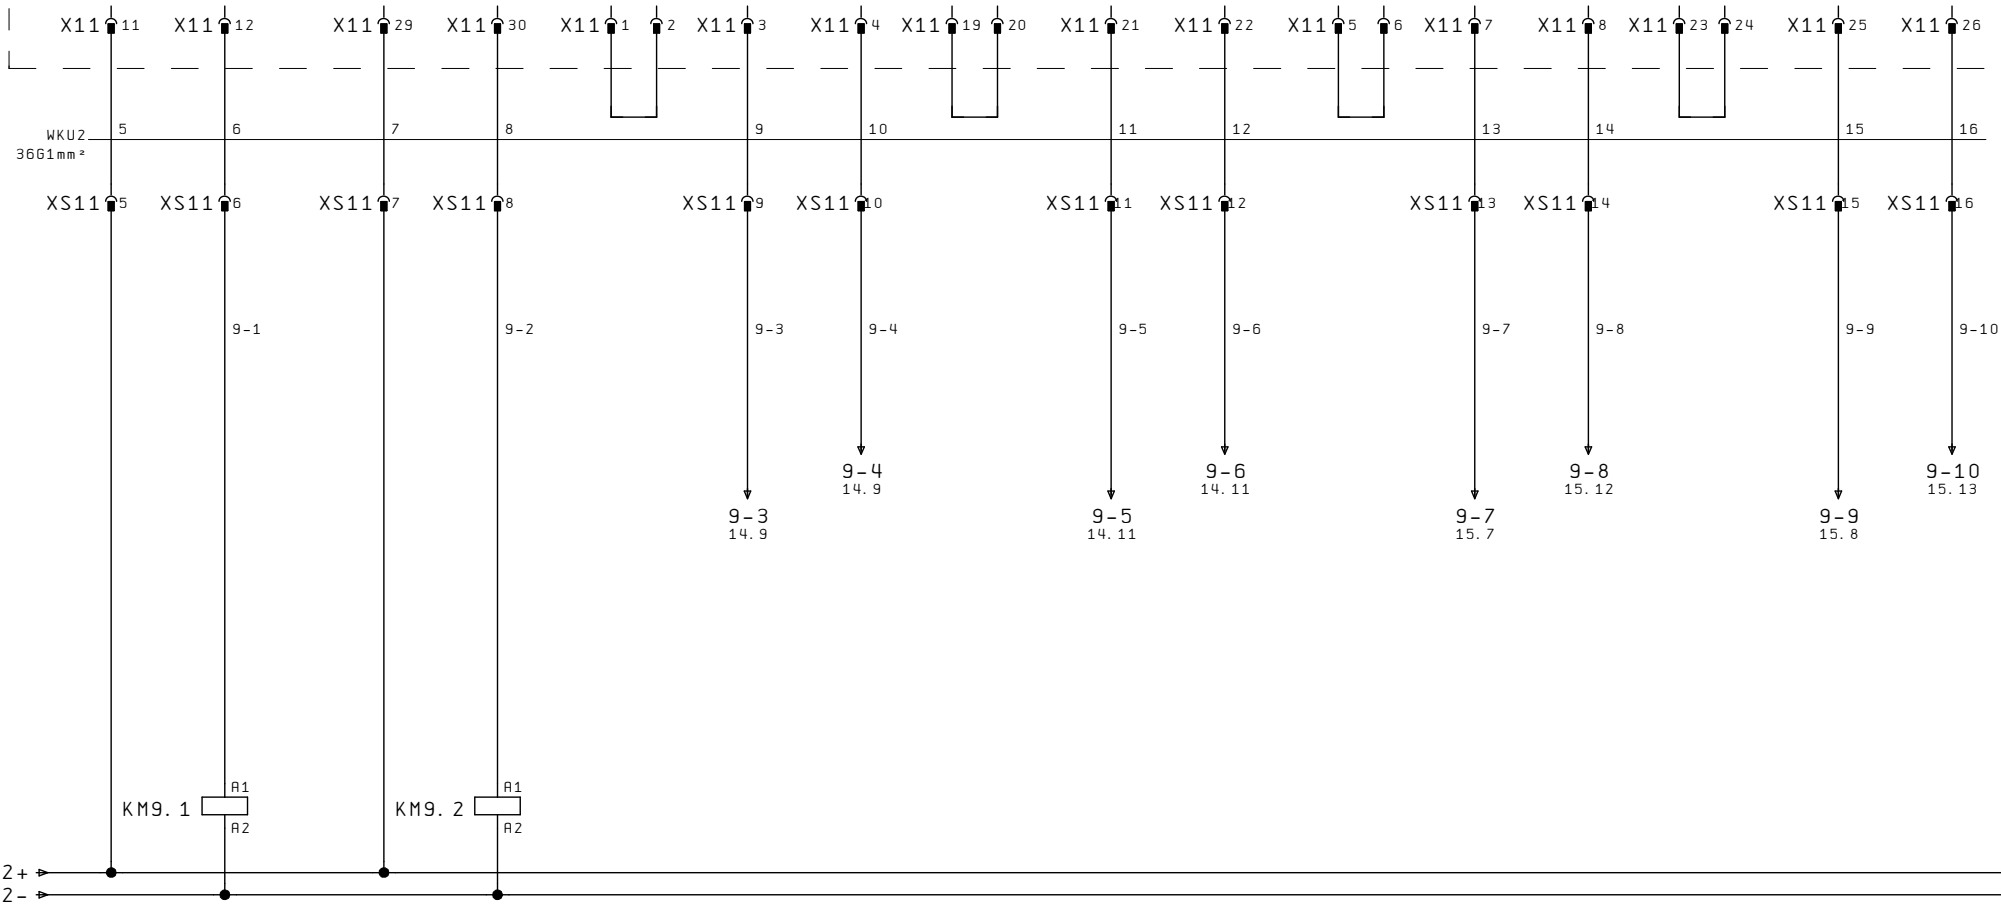 X11 11 X11 12 X11 29 X11 30 X11 1 2 X11 3 X11 4 X11 19 20 X11 21 X11 22 X11 5 6 X11 7 X11 8 X11 23 24 X11 25 X11 26
WKU2 5 6 7 8 9 10 11 12 13 14 15 16
36G1mm²
XS11 5 XS11 6 XS11 7 XS11 8 XS11 9 XS11 10 XS11 11 XS11 12 XS11 13 XS11 14 XS11 15 XS11 16
9-1 9-2 9-3 9-4 9-5 9-6 9-7 9-8 9-9 9-10
9-4 9-6 9-8 9-10
14.9 14.11 15.12 15.13
9-3 9-5 9-7 9-9
14.9 14.11 15.7 15.8
A1 A1
KM9.1 KM9.2
A2 A2
2+
2-